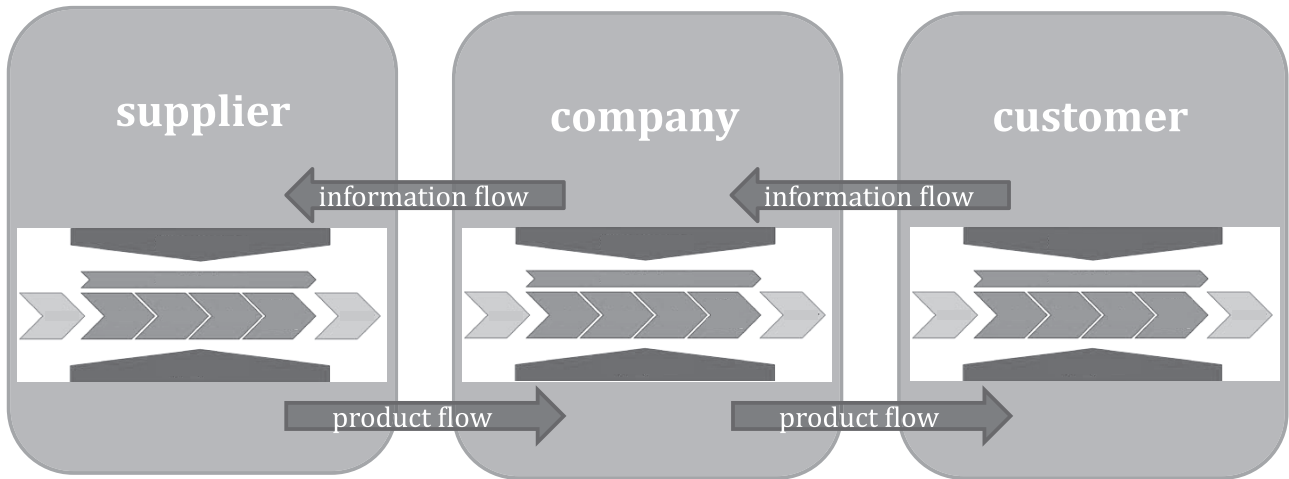 supplier
company
customer
information flow
information flow
product flow
product flow